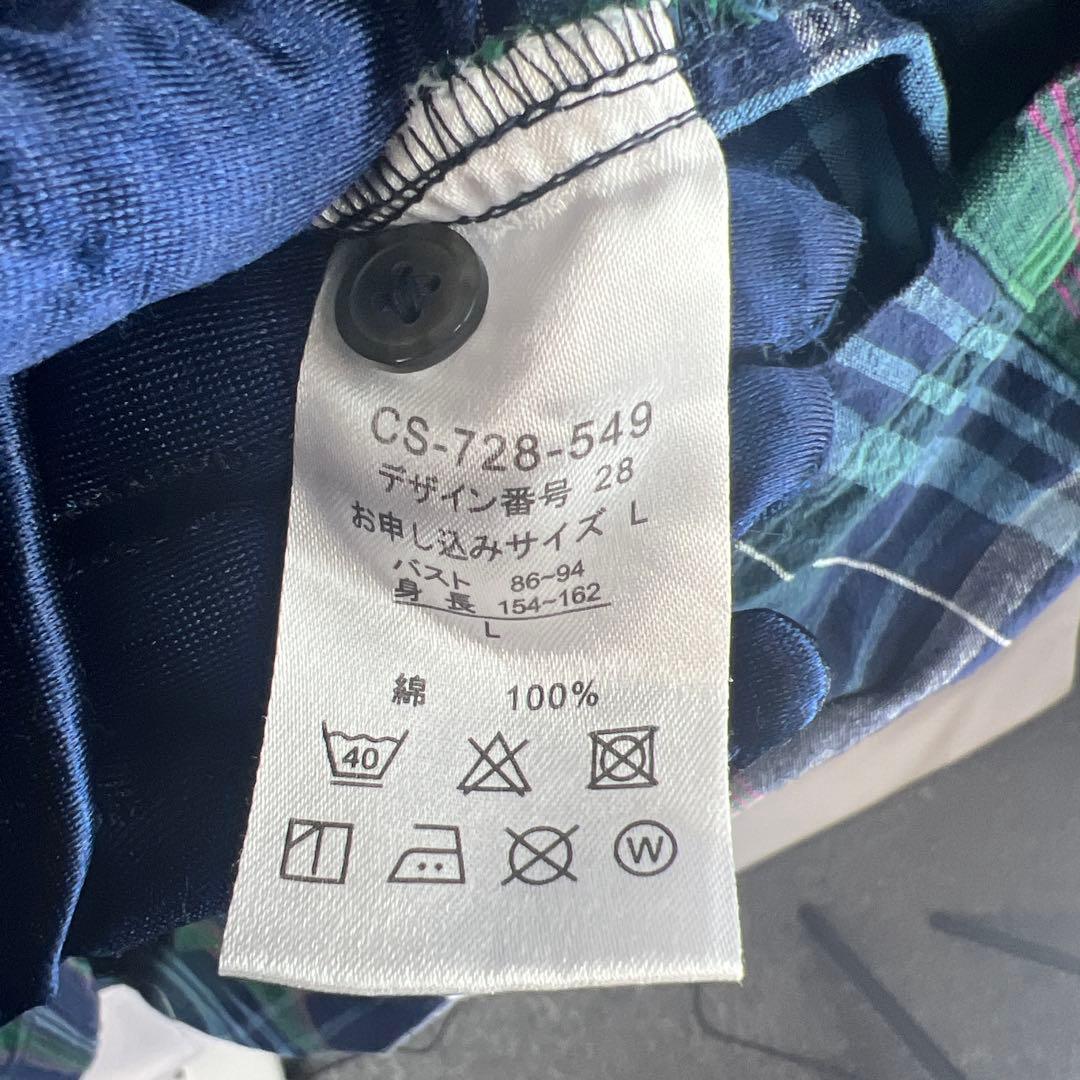 CS-728-549
デザイン番号 28
お申し込みサイズ L
バスト 86~94
身長 154~162
L
綿 100%
40
W